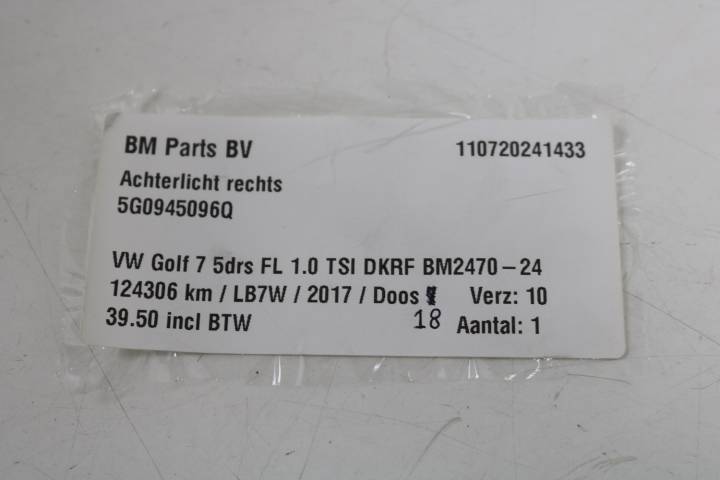 BM Parts BV 110720241433
Achterlicht rechts
5G0945096Q
VW Golf 7 5drs FL 1.0 TSI DKRF BM2470-24
124306 km / LB7W / 2017 / Doos Verz: 10
39.50 incl BTW 18 Aantal: 1